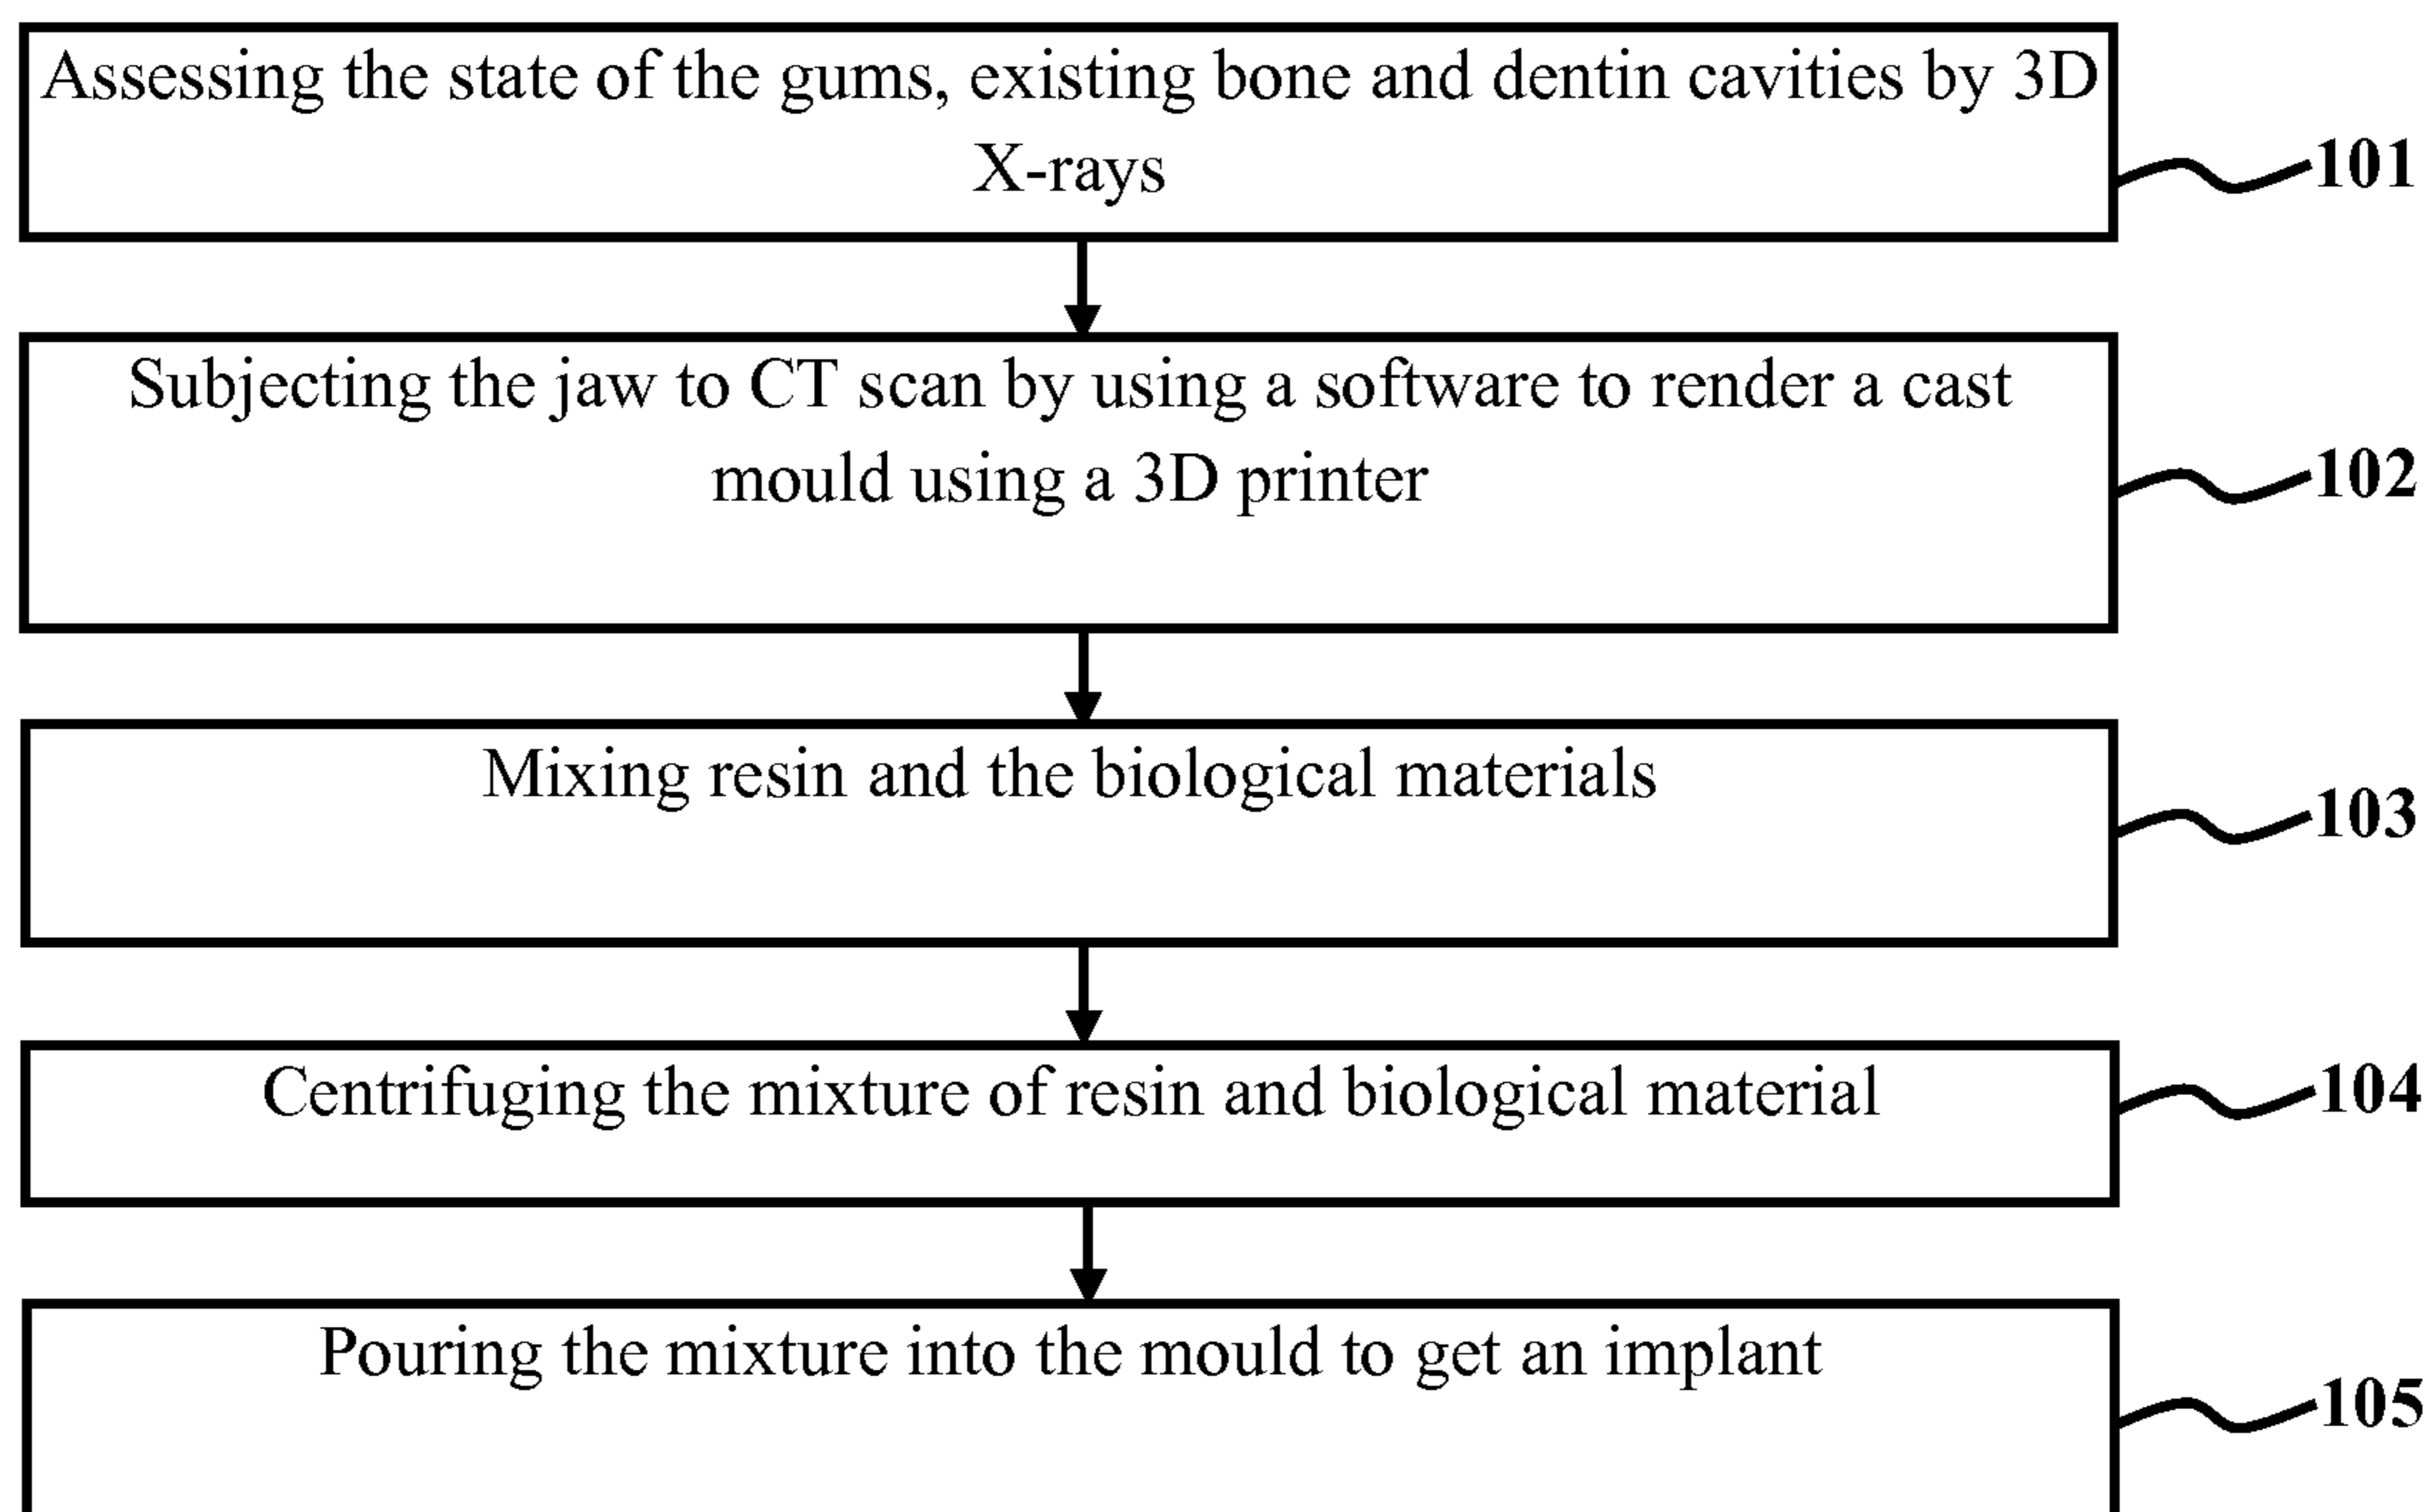 Assessing the state of the gums, existing bone and dentin cavities by 3D
X-rays
101
Subjecting the jaw to CT scan by using a software to render a cast
mould using a 3D printer
102
Mixing resin and the biological materials
103
Centrifuging the mixture of resin and biological material
104
Pouring the mixture into the mould to get an implant
105